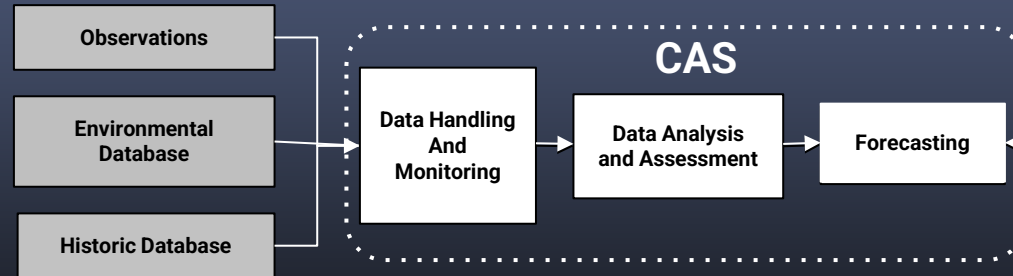 Observations
CAS
Environmental
Database
Data Handling
And
Monitoring
Data Analysis
and Assessment
Forecasting
Historic Database